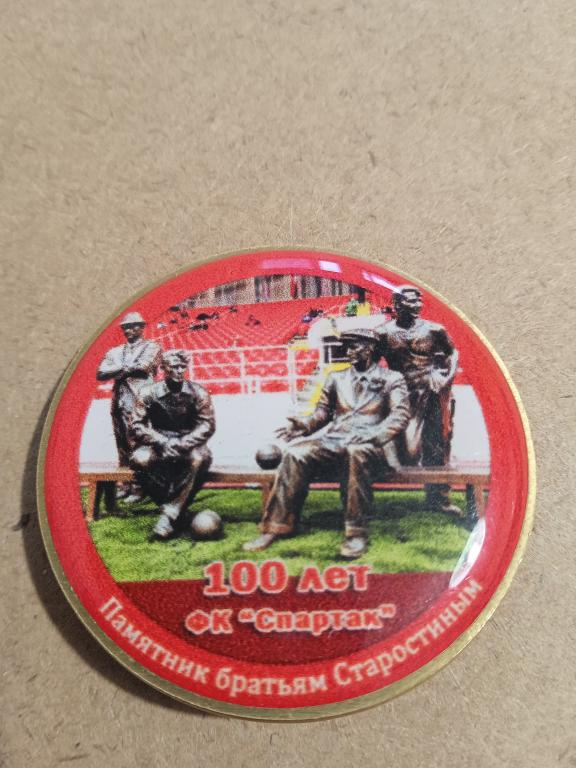 100 лет
ФК "Спартак"
Памятник братьям Старостиным